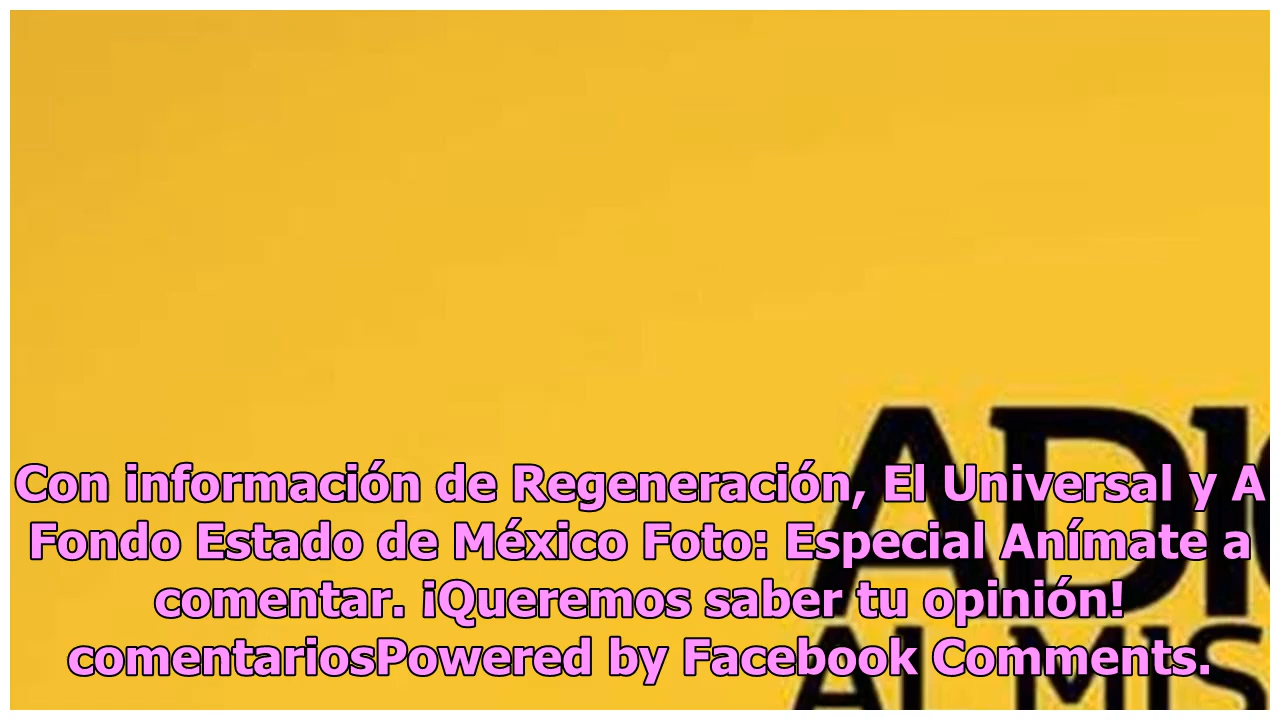 Con información de Regeneración, El Universal y A
Fondo Estado de México Foto: Especial Anímate a
comentar. ¡Queremos saber tu opinión!
comentariosPowered by Facebook Comments.